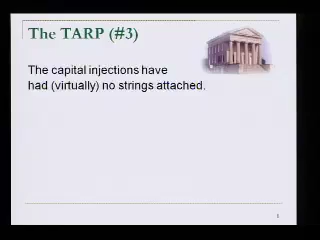 The TARP (#3)
The capital injections have
had (virtually) no strings attached.